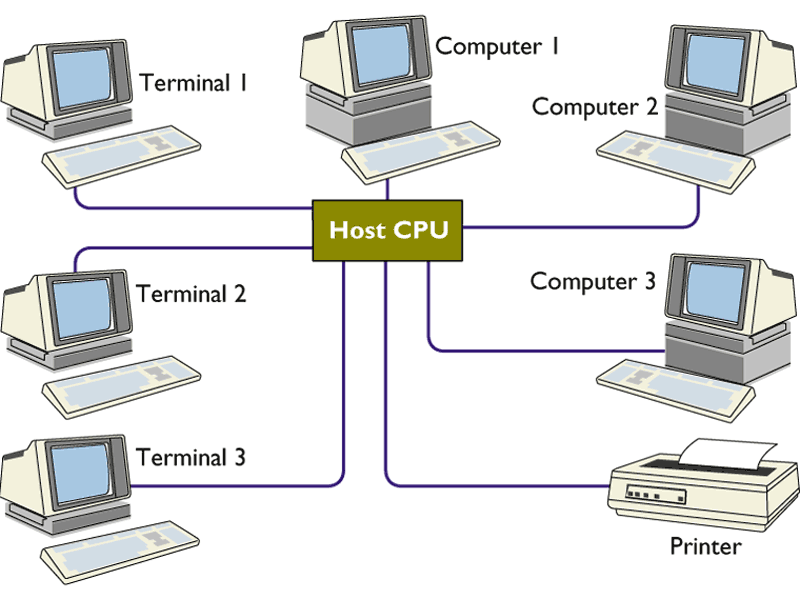 Computer 1
Terminal 1
Computer 2
Host CPU
Computer 3
Terminal 2
Terminal 3
Printer